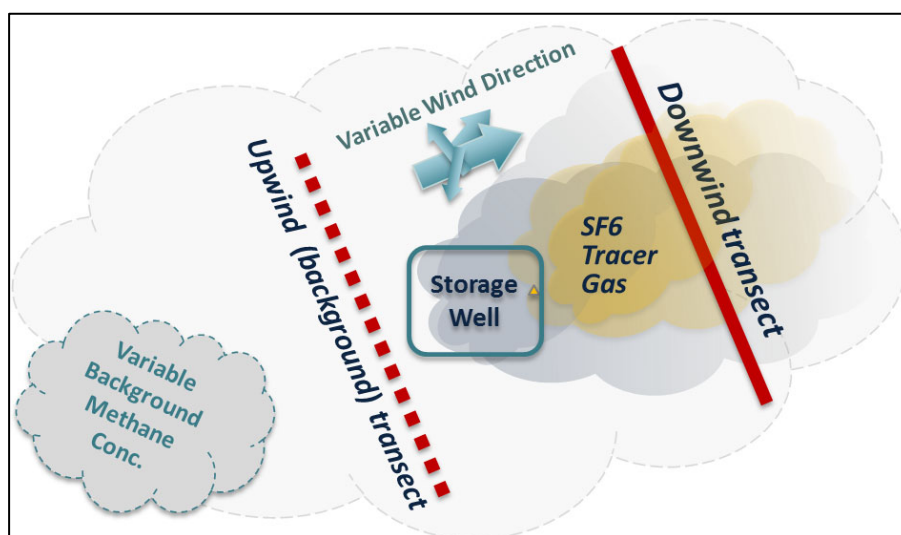 Variable Wind Direction
Upwind (background) transect
Downwind transect
SF6
Tracer
Gas
Storage
Well
Variable
Background
Methane
Conc.